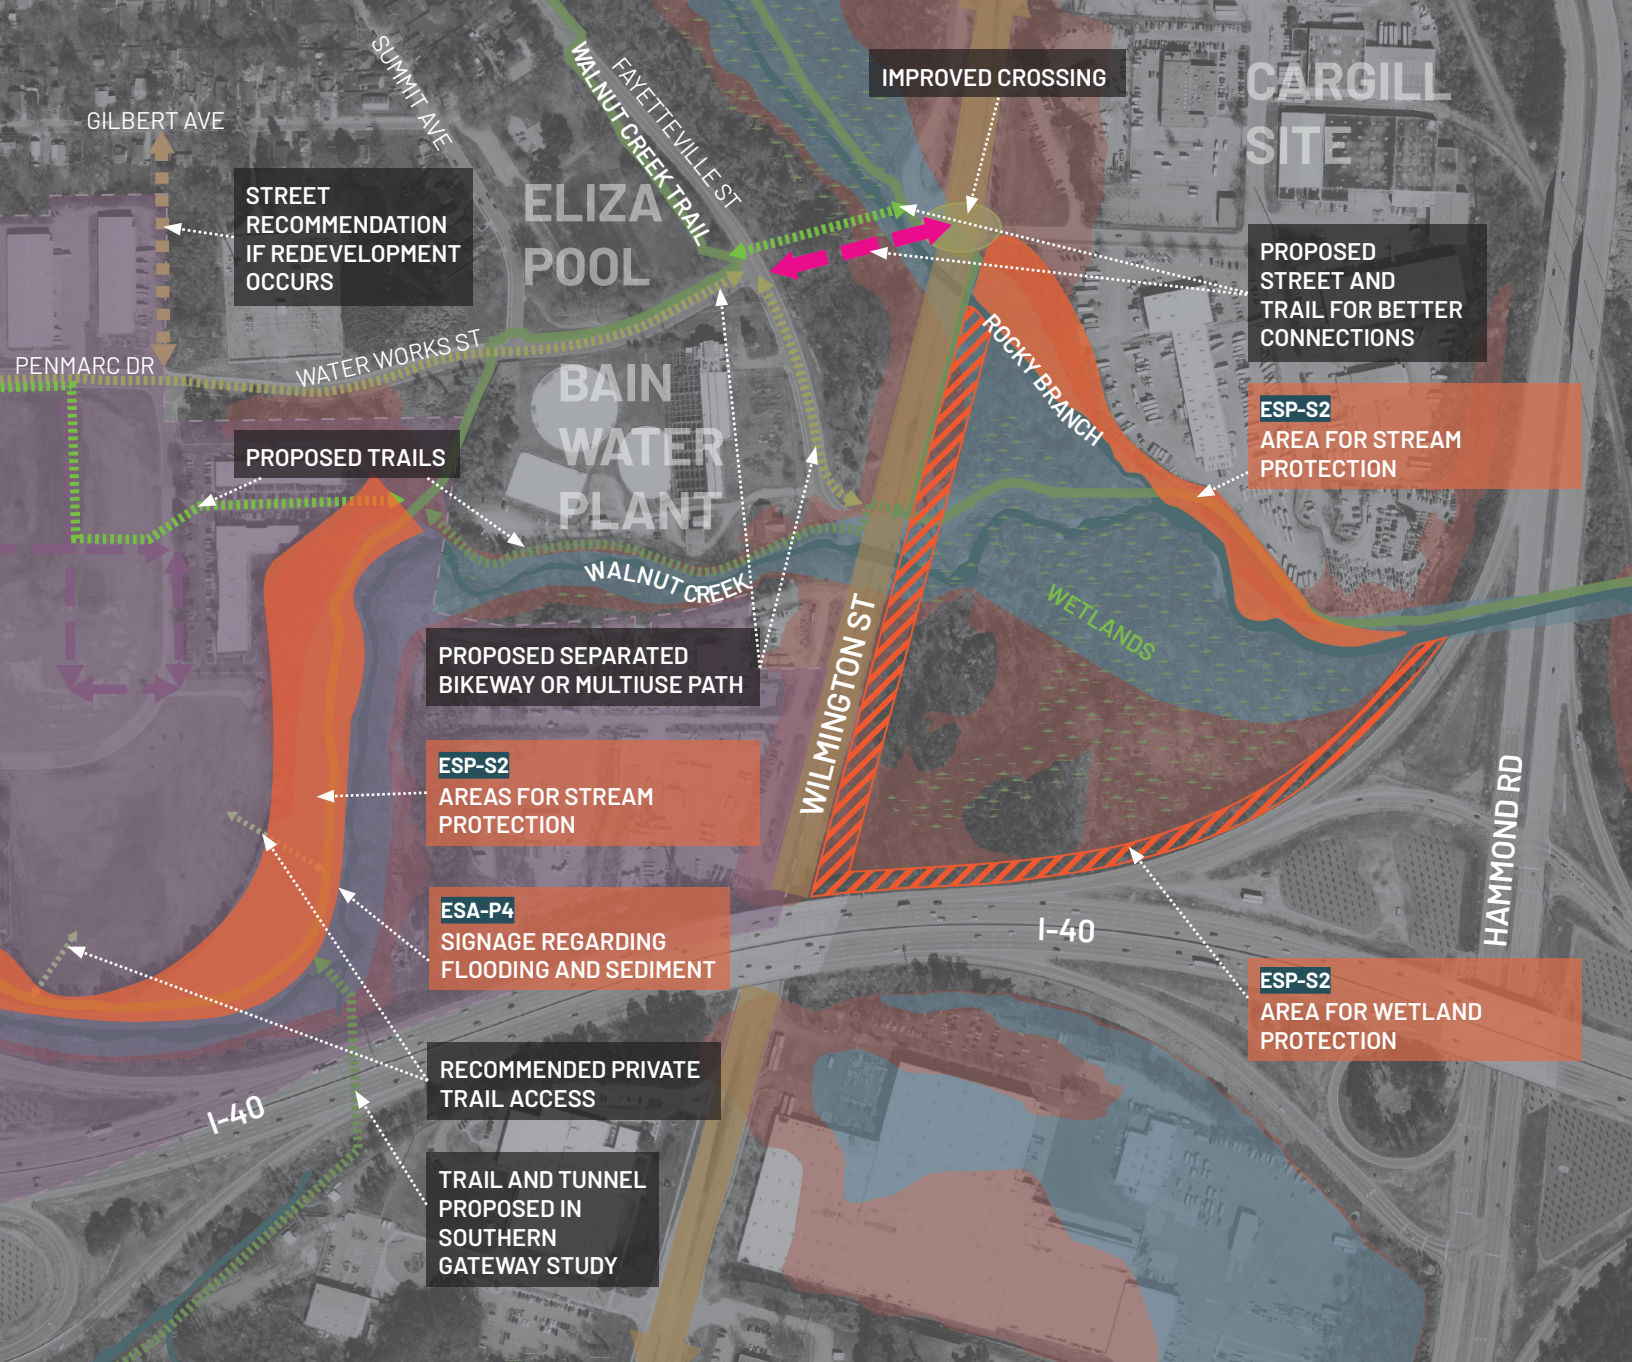 SUMMIT AVE
FAYETTEVILLE ST
WALNUT CREEK TRAIL
IMPROVED CROSSING
CARGILL
SITE
GILBERT AVE
STREET
RECOMMENDATION
IF REDEVELOPMENT
OCCURS
ELIZA
POOL
PROPOSED
STREET AND
TRAIL FOR BETTER
CONNECTIONS
PENMARC DR
WATER WORKS ST
ROCKY BRANCH
BAIN
WATER
PLANT
ESP-S2
AREA FOR STREAM
PROTECTION
PROPOSED TRAILS
WALNUT CREEK
WETLANDS
PROPOSED SEPARATED
BIKEWAY OR MULTIUSE PATH
WILMINGTON ST
ESP-S2
AREAS FOR STREAM
PROTECTION
HAMMOND RD
ESA-P4
SIGNAGE REGARDING
FLOODING AND SEDIMENT
I-40
ESP-S2
AREA FOR WETLAND
PROTECTION
RECOMMENDED PRIVATE
TRAIL ACCESS
I-40
TRAIL AND TUNNEL
PROPOSED IN
SOUTHERN
GATEWAY STUDY